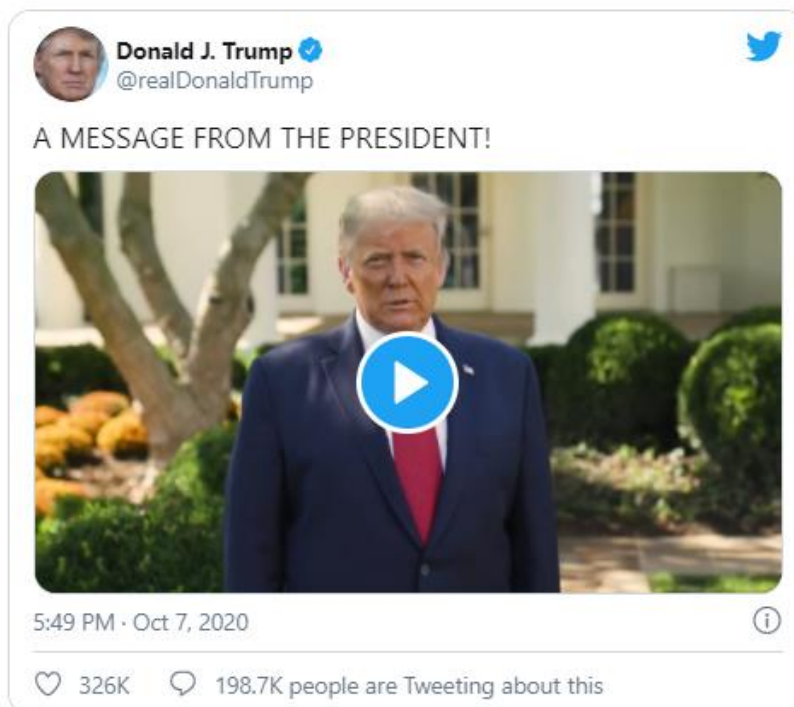 Donald J. Trump
@realDonaldTrump
A MESSAGE FROM THE PRESIDENT!
5:49 PM · Oct 7, 2020
326K 198.7K people are Tweeting about this